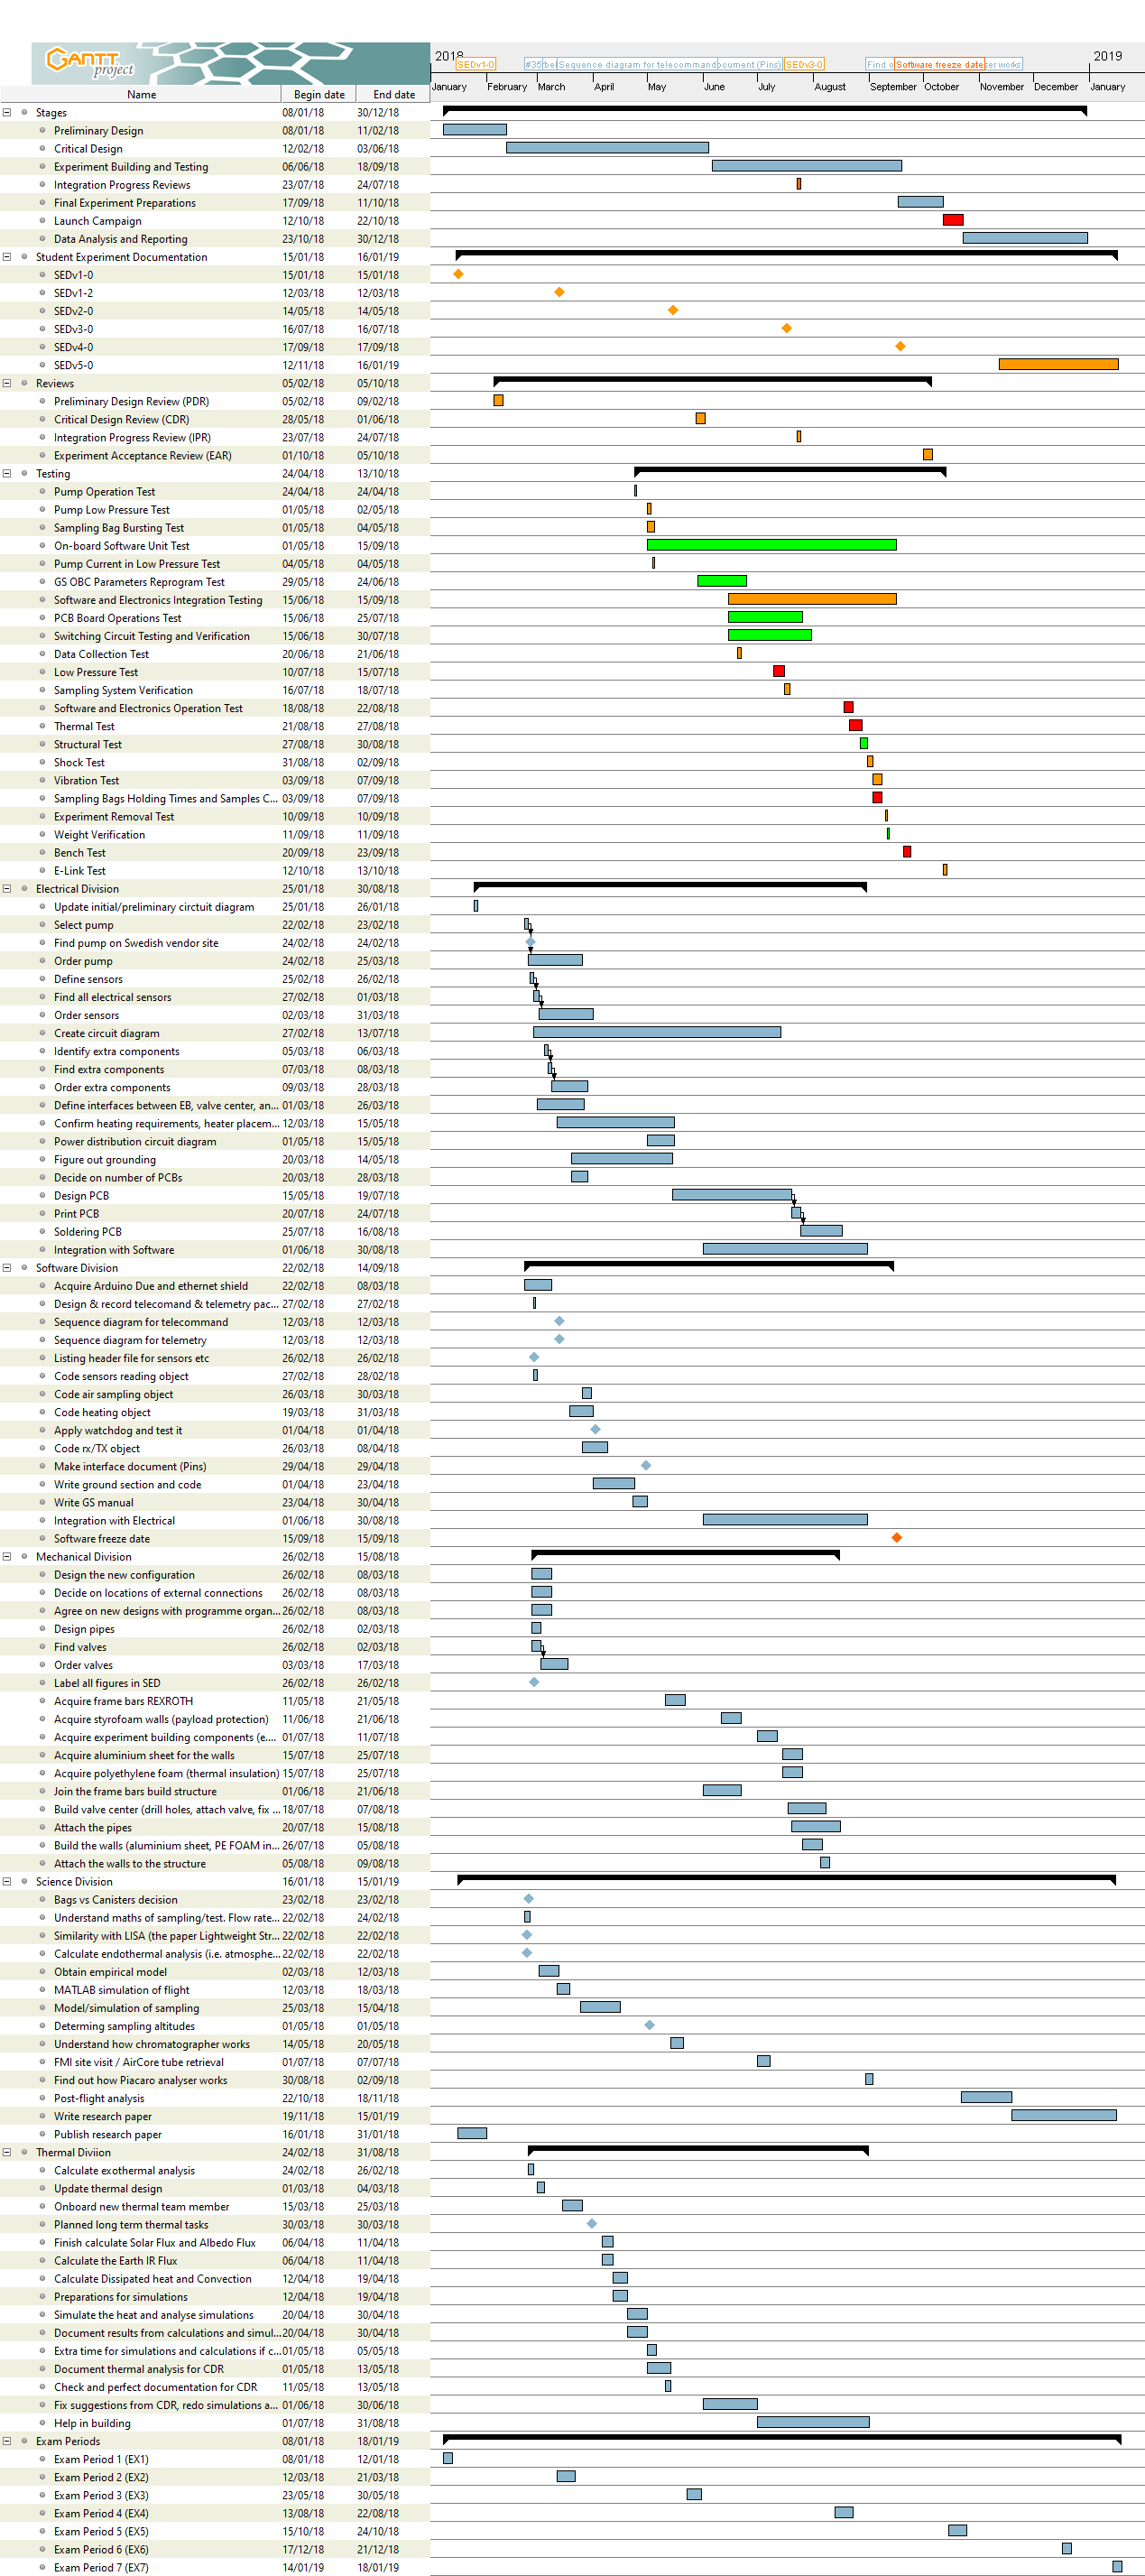 GANTT
project
2018
2019
SEDv1-0
#35
Sequence diagram for telecommand
ocument (Pins)
SEDv3-0
Find
Software freeze date
ser works
January February March April May June July August September October November December January
Name Begin date End date
Stages 08/01/18 30/12/18
Preliminary Design 08/01/18 11/02/18
Critical Design 12/02/18 03/06/18
Experiment Building and Testing 06/06/18 18/09/18
Integration Progress Reviews 23/07/18 24/07/18
Final Experiment Preparations 17/09/18 11/10/18
Launch Campaign 12/10/18 22/10/18
Data Analysis and Reporting 23/10/18 30/12/18
Student Experiment Documentation 15/01/18 16/01/19
SEDv1-0 15/01/18 15/01/18
SEDv1-2 12/03/18 12/03/18
SEDv2-0 14/05/18 14/05/18
SEDv3-0 16/07/18 16/07/18
SEDv4-0 17/09/18 17/09/18
SEDv5-0 12/11/18 16/01/19
Reviews 05/02/18 05/10/18
Preliminary Design Review (PDR) 05/02/18 09/02/18
Critical Design Review (CDR) 28/05/18 01/06/18
Integration Progress Review (IPR) 23/07/18 24/07/18
Experiment Acceptance Review (EAR) 01/10/18 05/10/18
Testing 24/04/18 13/10/18
Pump Operation Test 24/04/18 24/04/18
Pump Low Pressure Test 01/05/18 02/05/18
Sampling Bag Bursting Test 01/05/18 04/05/18
On-board Software Unit Test 01/05/18 15/09/18
Pump Current in Low Pressure Test 04/05/18 04/05/18
GS OBC Parameters Reprogram Test 29/05/18 24/06/18
Software and Electronics Integration Testing 15/06/18 15/09/18
PCB Board Operations Test 15/06/18 25/07/18
Switching Circuit Testing and Verification 15/06/18 30/07/18
Data Collection Test 20/06/18 21/06/18
Low Pressure Test 10/07/18 15/07/18
Sampling System Verification 16/07/18 18/07/18
Software and Electronics Operation Test 18/08/18 22/08/18
Thermal Test 21/08/18 27/08/18
Structural Test 27/08/18 30/08/18
Shock Test 31/08/18 02/09/18
Vibration Test 03/09/18 07/09/18
Sampling Bags Holding Times and Samples C... 03/09/18 07/09/18
Experiment Removal Test 10/09/18 10/09/18
Weight Verification 11/09/18 11/09/18
Bench Test 20/09/18 23/09/18
E-Link Test 12/10/18 13/10/18
Electrical Division 25/01/18 30/08/18
Update initial/preliminary circtuit diagram 25/01/18 26/01/18
Select pump 22/02/18 23/02/18
Find pump on Swedish vendor site 24/02/18 24/02/18
Order pump 24/02/18 25/03/18
Define sensors 25/02/18 26/02/18
Find all electrical sensors 27/02/18 01/03/18
Order sensors 02/03/18 31/03/18
Create circuit diagram 27/02/18 13/07/18
Identify extra components 05/03/18 06/03/18
Find extra components 07/03/18 08/03/18
Order extra components 09/03/18 28/03/18
Define interfaces between EB, valve center, an... 01/03/18 26/03/18
Confirm heating requirements, heater placem... 12/03/18 15/05/18
Power distribution circuit diagram 01/05/18 15/05/18
Figure out grounding 20/03/18 14/05/18
Decide on number of PCBs 20/03/18 28/03/18
Design PCB 15/05/18 19/07/18
Print PCB 20/07/18 24/07/18
Soldering PCB 25/07/18 16/08/18
Integration with Software 01/06/18 30/08/18
Software Division 22/02/18 14/09/18
Acquire Arduino Due and ethernet shield 22/02/18 08/03/18
Design & record telecomand & telemetry pac... 27/02/18 27/02/18
Sequence diagram for telecommand 12/03/18 12/03/18
Sequence diagram for telemetry 12/03/18 12/03/18
Listing header file for sensors etc 26/02/18 26/02/18
Code sensors reading object 27/02/18 28/02/18
Code air sampling object 26/03/18 30/03/18
Code heating object 19/03/18 31/03/18
Apply watchdog and test it 01/04/18 01/04/18
Code rx/TX object 26/03/18 08/04/18
Make interface document (Pins) 29/04/18 29/04/18
Write ground section and code 01/04/18 23/04/18
Write GS manual 23/04/18 30/04/18
Integration with Electrical 01/06/18 30/08/18
Software freeze date 15/09/18 15/09/18
Mechanical Division 26/02/18 15/08/18
Design the new configuration 26/02/18 08/03/18
Decide on locations of external connections 26/02/18 08/03/18
Agree on new designs with programme organ... 26/02/18 08/03/18
Design pipes 26/02/18 02/03/18
Find valves 26/02/18 02/03/18
Order valves 03/03/18 17/03/18
Label all figures in SED 26/02/18 26/02/18
Acquire frame bars REXROTH 11/05/18 21/05/18
Acquire styrofoam walls (payload protection) 11/06/18 21/06/18
Acquire experiment building components (e.... 01/07/18 11/07/18
Acquire aluminium sheet for the walls 15/07/18 25/07/18
Acquire polyethylene foam (thermal insulation) 15/07/18 25/07/18
Join the frame bars build structure 01/06/18 21/06/18
Build valve center (drill holes, attach valve, fix ... 18/07/18 07/08/18
Attach the pipes 20/07/18 15/08/18
Build the walls (aluminium sheet, PE FOAM in... 26/07/18 05/08/18
Attach the walls to the structure 05/08/18 09/08/18
Science Division 16/01/18 15/01/19
Bags vs Canisters decision 23/02/18 23/02/18
Understand maths of sampling/test. Flow rate... 22/02/18 24/02/18
Similarity with LISA (the paper Lightweight Str... 22/02/18 22/02/18
Calculate endothermal analysis (i.e. atmosphe... 22/02/18 22/02/18
Obtain empirical model 02/03/18 12/03/18
MATLAB simulation of flight 12/03/18 18/03/18
Model/simulation of sampling 25/03/18 15/04/18
Determing sampling altitudes 01/05/18 01/05/18
Understand how chromatographer works 14/05/18 20/05/18
FMI site visit / AirCore tube retrieval 01/07/18 07/07/18
Find out how Piacaro analyser works 30/08/18 02/09/18
Post-flight analysis 22/10/18 18/11/18
Write research paper 19/11/18 15/01/19
Publish research paper 16/01/18 31/01/18
Thermal Diviion 24/02/18 31/08/18
Calculate exothermal analysis 24/02/18 26/02/18
Update thermal design 01/03/18 04/03/18
Onboard new thermal team member 15/03/18 25/03/18
Planned long term thermal tasks 30/03/18 30/03/18
Finish calculate Solar Flux and Albedo Flux 06/04/18 11/04/18
Calculate the Earth IR Flux 06/04/18 11/04/18
Calculate Dissipated heat and Convection 12/04/18 19/04/18
Preparations for simulations 12/04/18 19/04/18
Simulate the heat and analyse simulations 20/04/18 30/04/18
Document results from calculations and simul... 20/04/18 30/04/18
Extra time for simulations and calculations if c... 01/05/18 05/05/18
Document thermal analysis for CDR 01/05/18 13/05/18
Check and perfect documentation for CDR 11/05/18 13/05/18
Fix suggestions from CDR, redo simulations a... 01/06/18 30/06/18
Help in building 01/07/18 31/08/18
Exam Periods 08/01/18 18/01/19
Exam Period 1 (EX1) 08/01/18 12/01/18
Exam Period 2 (EX2) 12/03/18 21/03/18
Exam Period 3 (EX3) 23/05/18 30/05/18
Exam Period 4 (EX4) 13/08/18 22/08/18
Exam Period 5 (EX5) 15/10/18 24/10/18
Exam Period 6 (EX6) 17/12/18 21/12/18
Exam Period 7 (EX7) 14/01/19 18/01/19